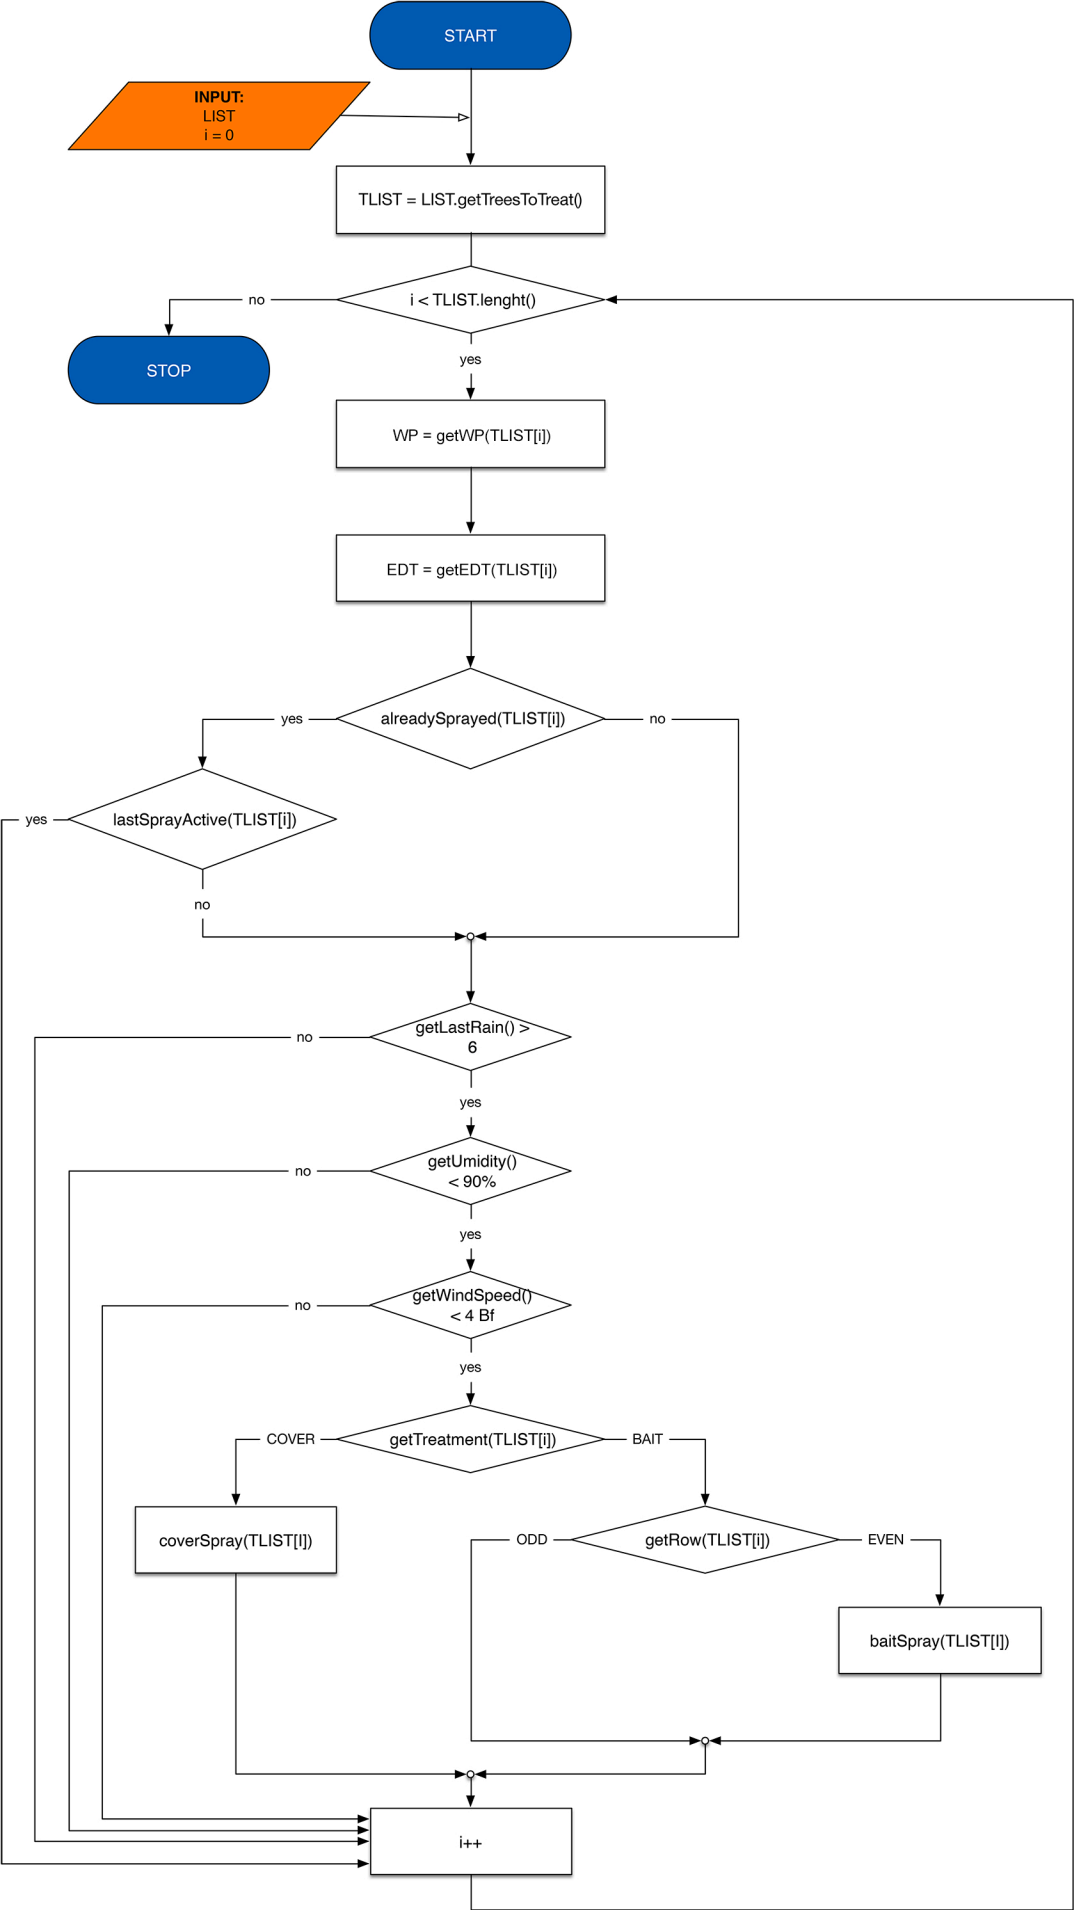 START
INPUT:
LIST
i = 0
TLIST = LIST.getTreesToTreat()
i < TLIST.lenght()
no
yes
STOP
WP = getWP(TLIST[i])
EDT = getEDT(TLIST[i])
alreadySprayed(TLIST[i])
yes
no
lastSprayActive(TLIST[i])
yes
no
getLastRain() >
6
no
yes
getUmidity()
< 90%
no
yes
getWindSpeed()
< 4 Bf
no
yes
getTreatment(TLIST[i])
COVER
BAIT
coverSpray(TLIST[I])
getRow(TLIST[i])
ODD
EVEN
baitSpray(TLIST[I])
i++